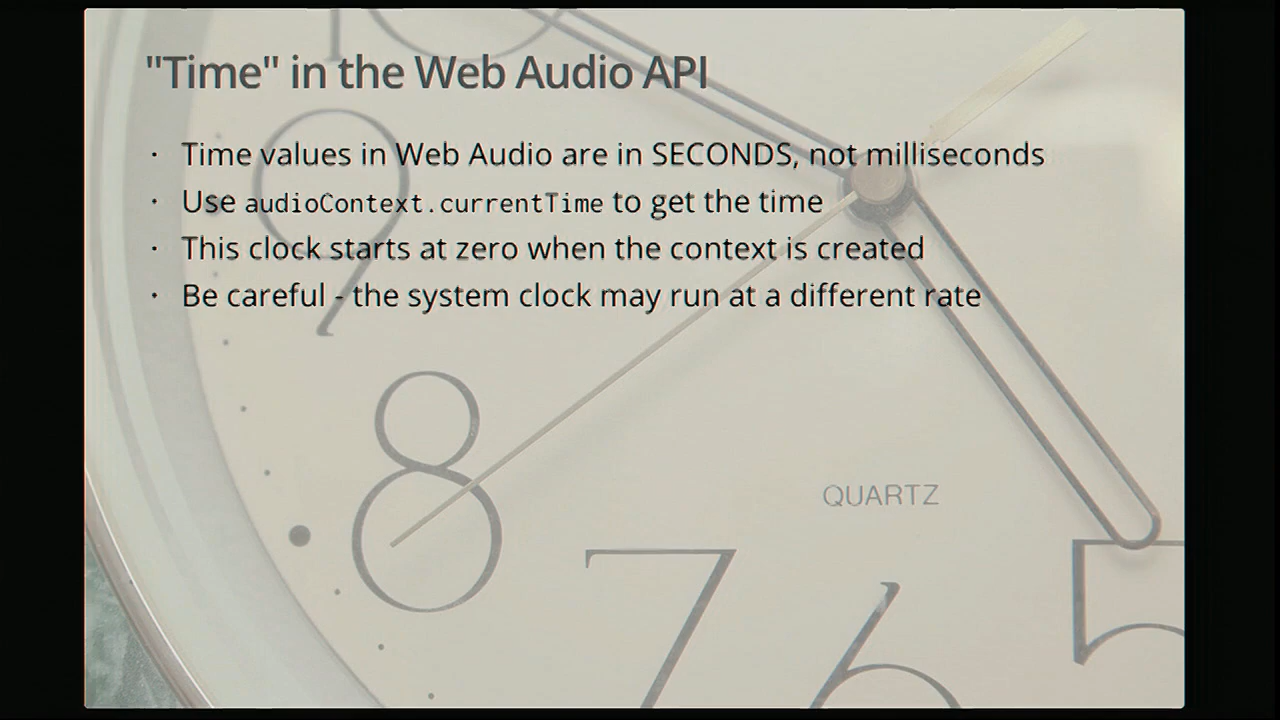 "Time" in the Web Audio API
· Time values in Web Audio are in SECONDS, not milliseconds
· Use audioContext.currentTime to get the time
· This clock starts at zero when the context is created
· Be careful - the system clock may run at a different rate
10
9
8
QUARTZ
7
6
5